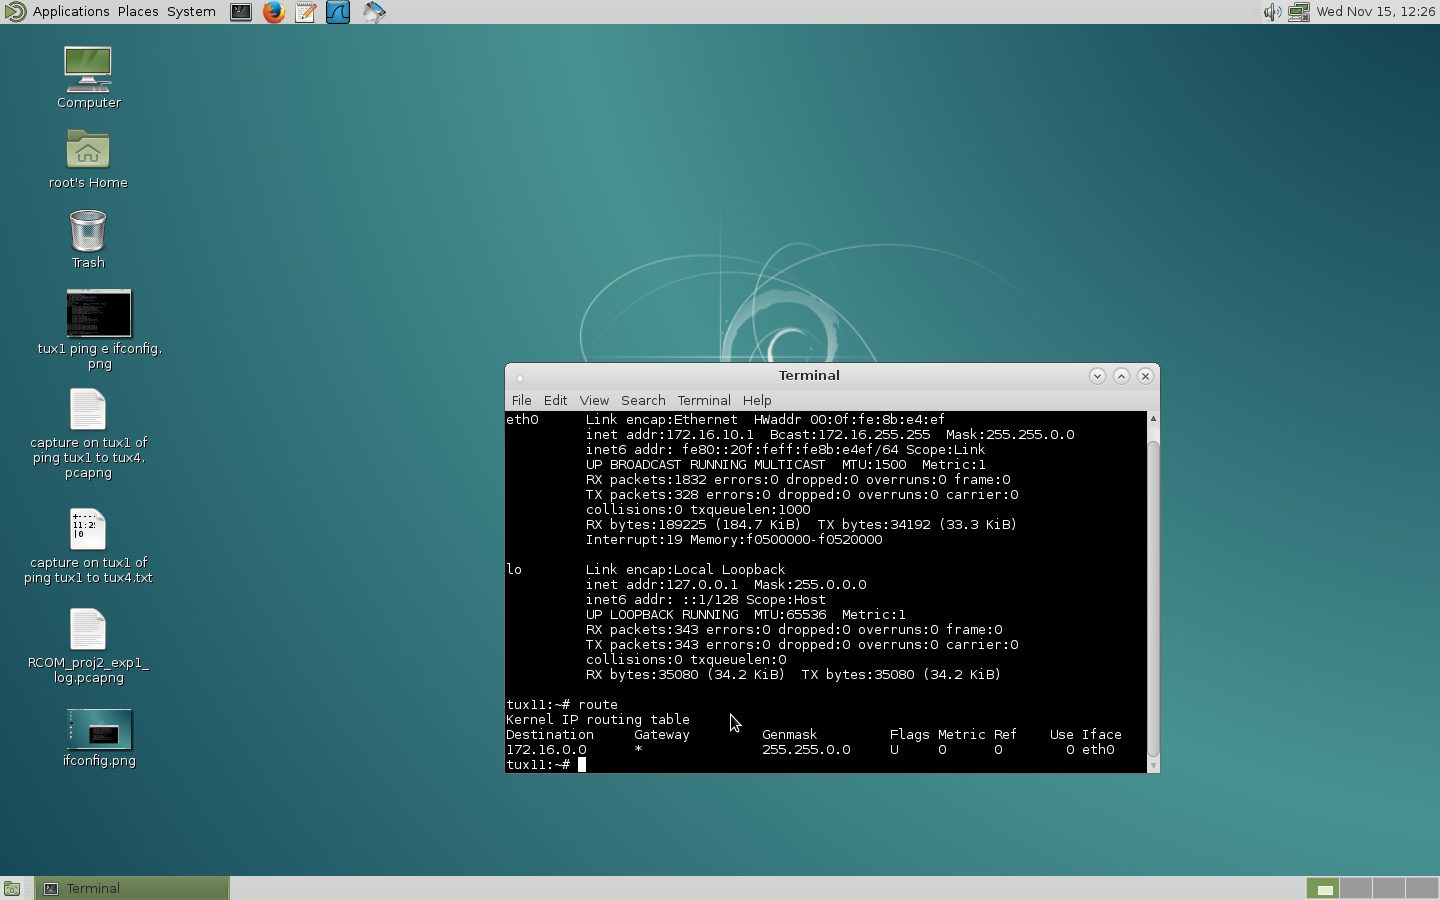 Applications Places System
Wed Nov 15, 12:26
Computer
root's Home
Trash
tux1 ping e ifconfig.
png
capture on tux1 of
ping tux1 to tux4.
pcapng
11:25
capture on tux1 of
ping tux1 to tux4.txt
RCOM_proj2_exp1_
log.pcapng
ifconfig.png
Terminal
File Edit View Search Terminal Help
eth0      Link encap:Ethernet  HWaddr 00:0f:fe:8b:e4:ef
          inet addr:172.16.10.1  Bcast:172.16.255.255  Mask:255.255.0.0
          inet6 addr: fe80::20f:feff:fe8b:e4ef/64 Scope:Link
          UP BROADCAST RUNNING MULTICAST  MTU:1500  Metric:1
          RX packets:1832 errors:0 dropped:0 overruns:0 frame:0
          TX packets:328 errors:0 dropped:0 overruns:0 carrier:0
          collisions:0 txqueuelen:1000
          RX bytes:189225 (184.7 KiB)  TX bytes:34192 (33.3 KiB)
          Interrupt:19 Memory:f0500000-f0520000
lo        Link encap:Local Loopback
          inet addr:127.0.0.1  Mask:255.0.0.0
          inet6 addr: ::1/128 Scope:Host
          UP LOOPBACK RUNNING  MTU:65536  Metric:1
          RX packets:343 errors:0 dropped:0 overruns:0 frame:0
          TX packets:343 errors:0 dropped:0 overruns:0 carrier:0
          collisions:0 txqueuelen:0
          RX bytes:35080 (34.2 KiB)  TX bytes:35080 (34.2 KiB)
tux11:~# route
Kernel IP routing table
Destination     Gateway         Genmask         Flags Metric Ref    Use Iface
172.16.0.0      *               255.255.0.0     U     0      0        0 eth0
tux11:~#
Terminal